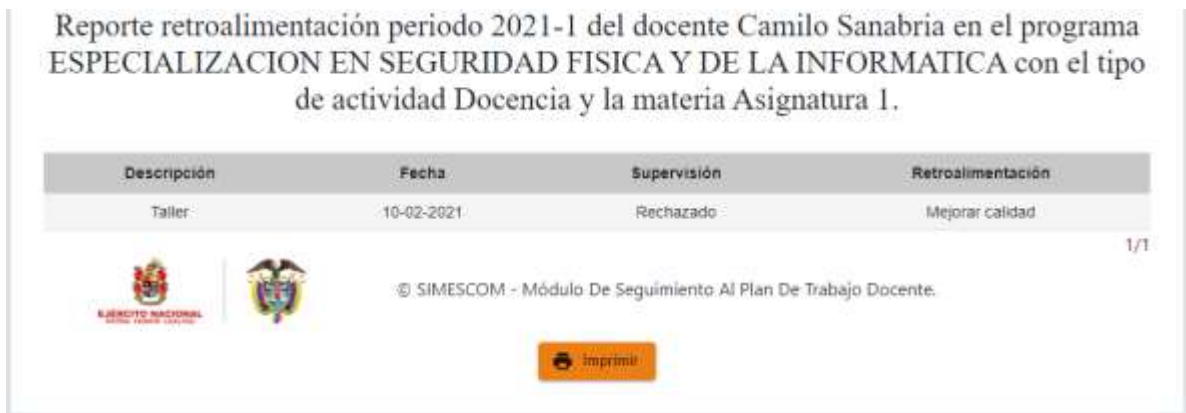 Reporte retroalimentación periodo 2021-1 del docente Camilo Sanabria en el programa
ESPECIALIZACION EN SEGURIDAD FISICA Y DE LA INFORMATICA con el tipo
de actividad Docencia y la materia Asignatura 1.
Descripción Fecha Supervisión Retroalimentación
Taller 10-02-2021 Rechazado Mejorar calidad
1/1
© SIMESCOM - Módulo De Seguimiento Al Plan De Trabajo Docente.
EJÉRCITO NACIONAL
Imprimir